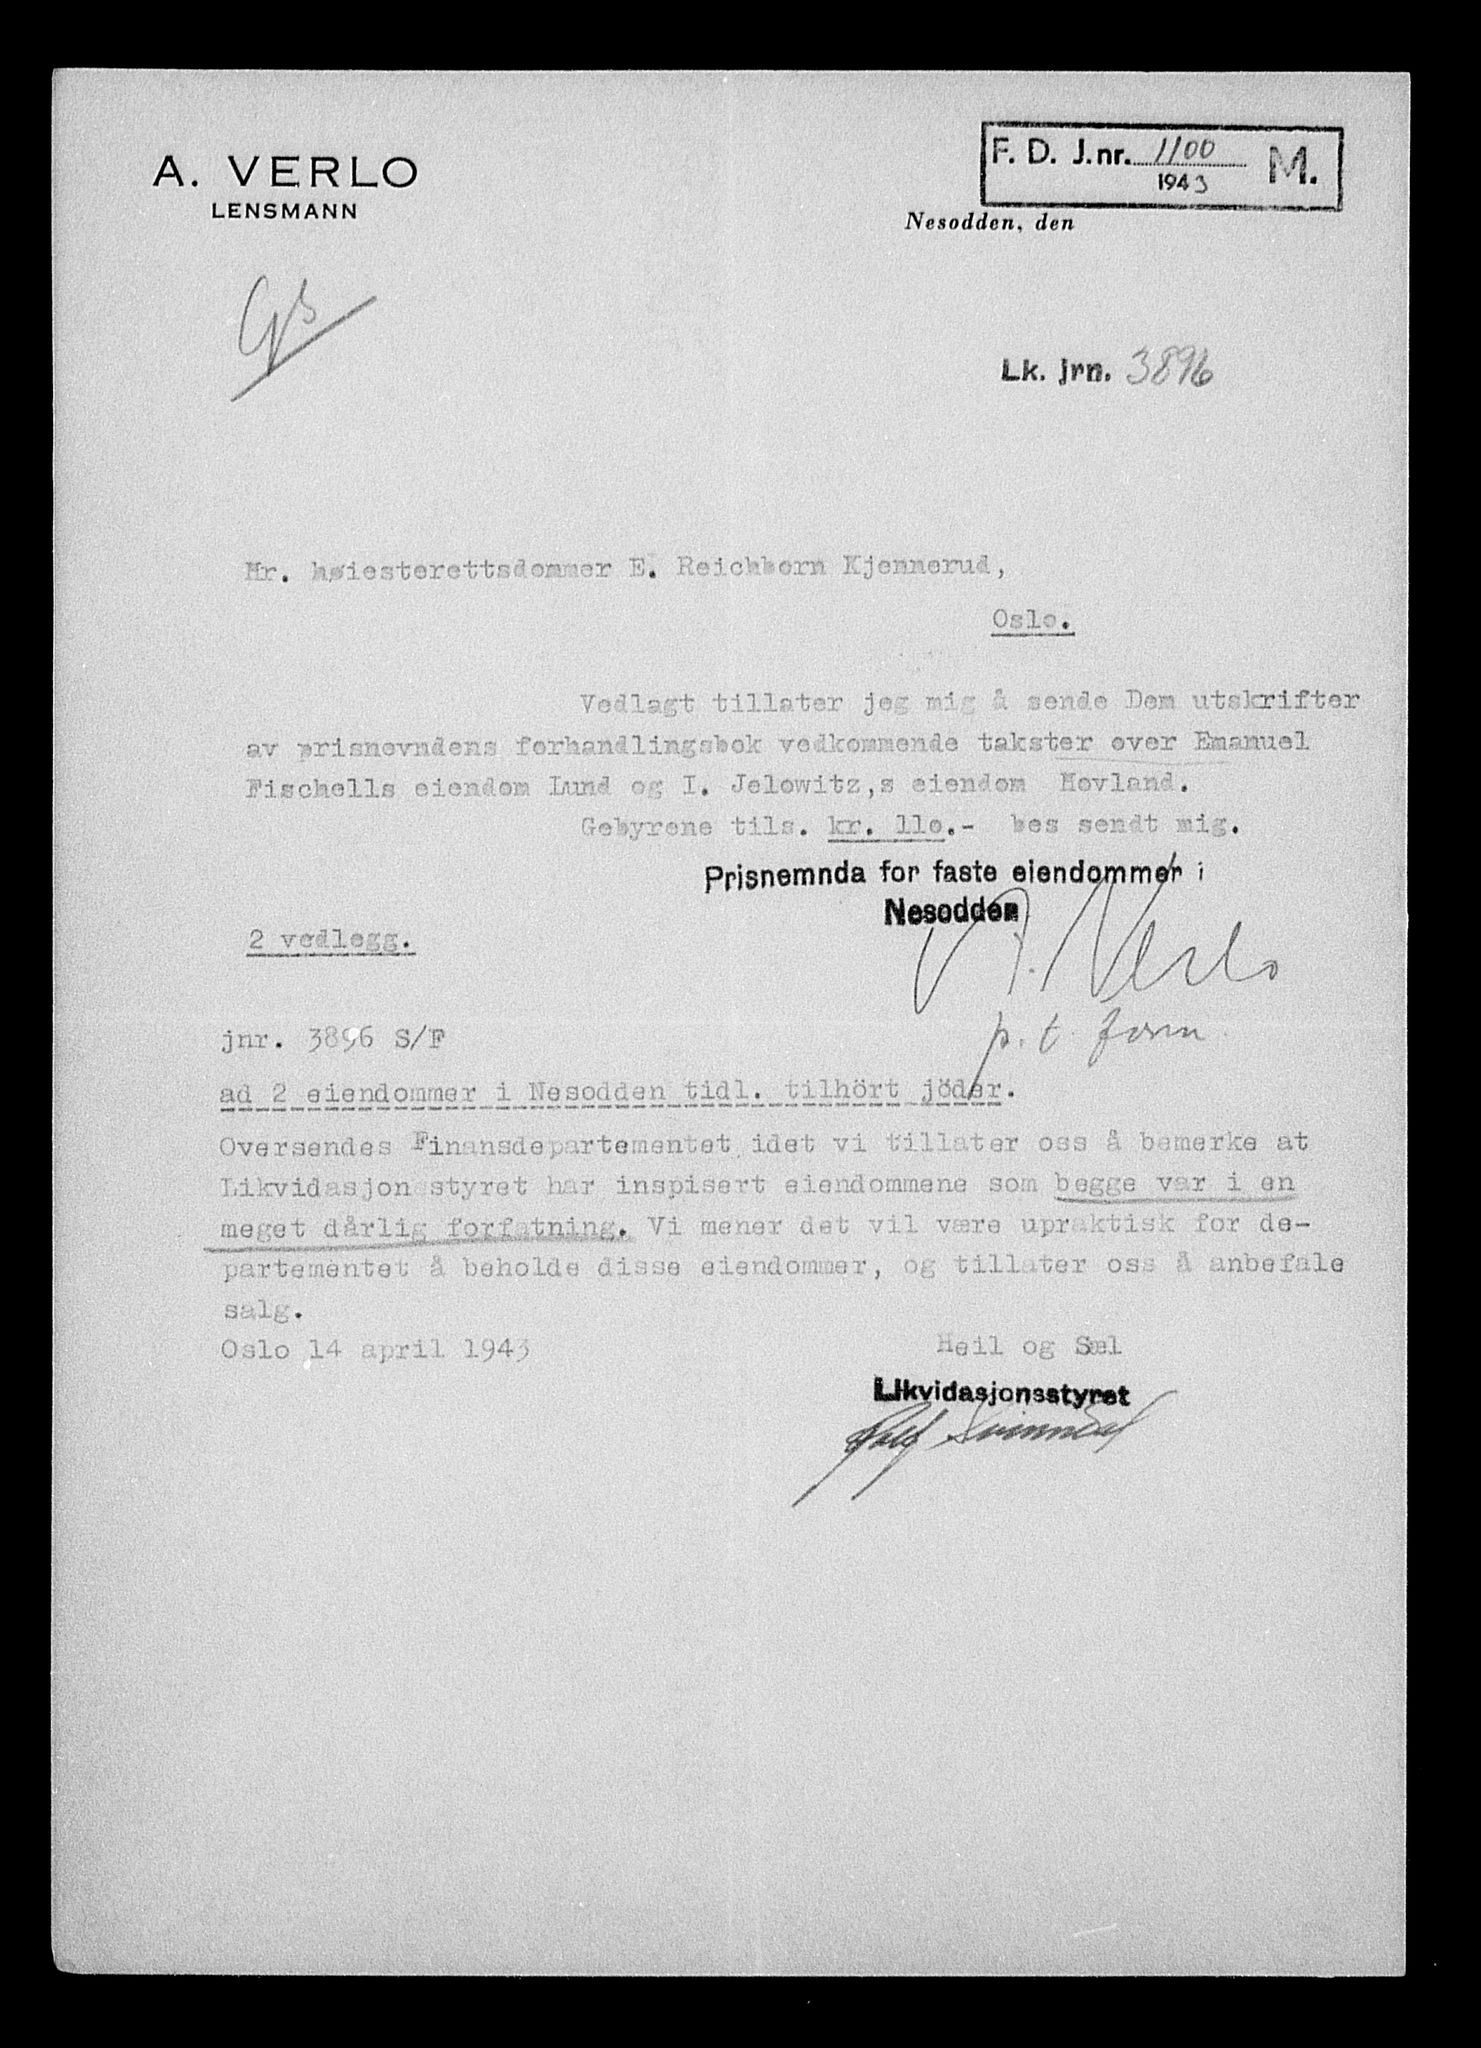 A. VERLO
LENSMANN
F. D. J.nr. 1100
1943 M.
Nesodden, den
Lk. jrn. 3896
Hr. høiesterettsdommer E. Reichborn Kjennerud,
Oslo.
Vedlagt tillater jeg mig å sende Dem utskrifter
av prisnevndens forhandlingsbok vedkommende takster over Emanuel
Fischells eiendom Lund og I. Jelowitz,s eiendom Hovland.
Gebyrene tils. kr. 110.- bes sendt mig.
Prisnemnda for faste eiendommer i
Nesodden
A. Verlo
p. t. form
2 vedlegg.
jnr. 3896 S/F
ad 2 eiendommer i Nesodden tidl. tilhört jöder.
Oversendes Finansdepartementet idet vi tillater oss å bemerke at
Likvidasjonsstyret har inspisert eiendommene som begge var i en
meget dårlig forfatning. Vi mener det vil være upraktisk for de-
partementet å beholde disse eiendommer, og tillater oss å anbefale
salg.
Oslo 14 april 1943
Heil og Sæl
Likvidasjonsstyret